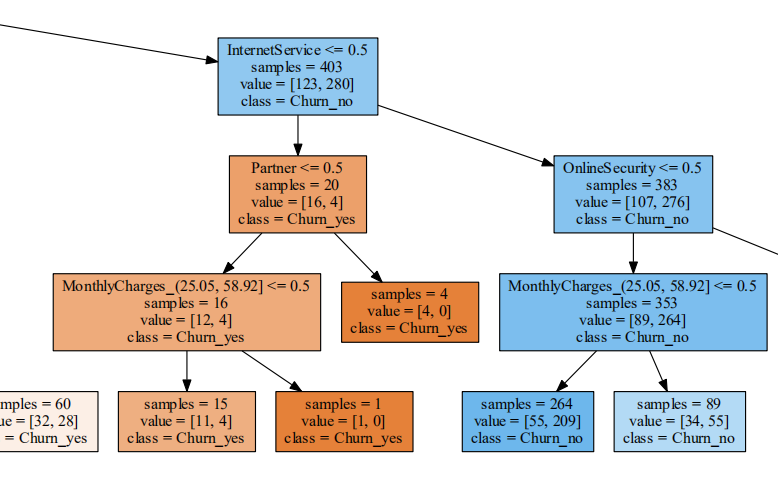 InternetService <= 0.5
samples = 403
value = [123, 280]
class = Churn_no
Partner <= 0.5
samples = 20
value = [16, 4]
class = Churn_yes
OnlineSecurity <= 0.5
samples = 383
value = [107, 276]
class = Churn_no
MonthlyCharges_(25.05, 58.92] <= 0.5
samples = 16
value = [12, 4]
class = Churn_yes
samples = 4
value = [4, 0]
class = Churn_yes
MonthlyCharges_(25.05, 58.92] <= 0.5
samples = 353
value = [89, 264]
class = Churn_no
mples = 60
ue = [32, 28]
= Churn_yes
samples = 15
value = [11, 4]
class = Churn_yes
samples = 1
value = [1, 0]
class = Churn_yes
samples = 264
value = [55, 209]
class = Churn_no
samples = 89
value = [34, 55]
class = Churn_no